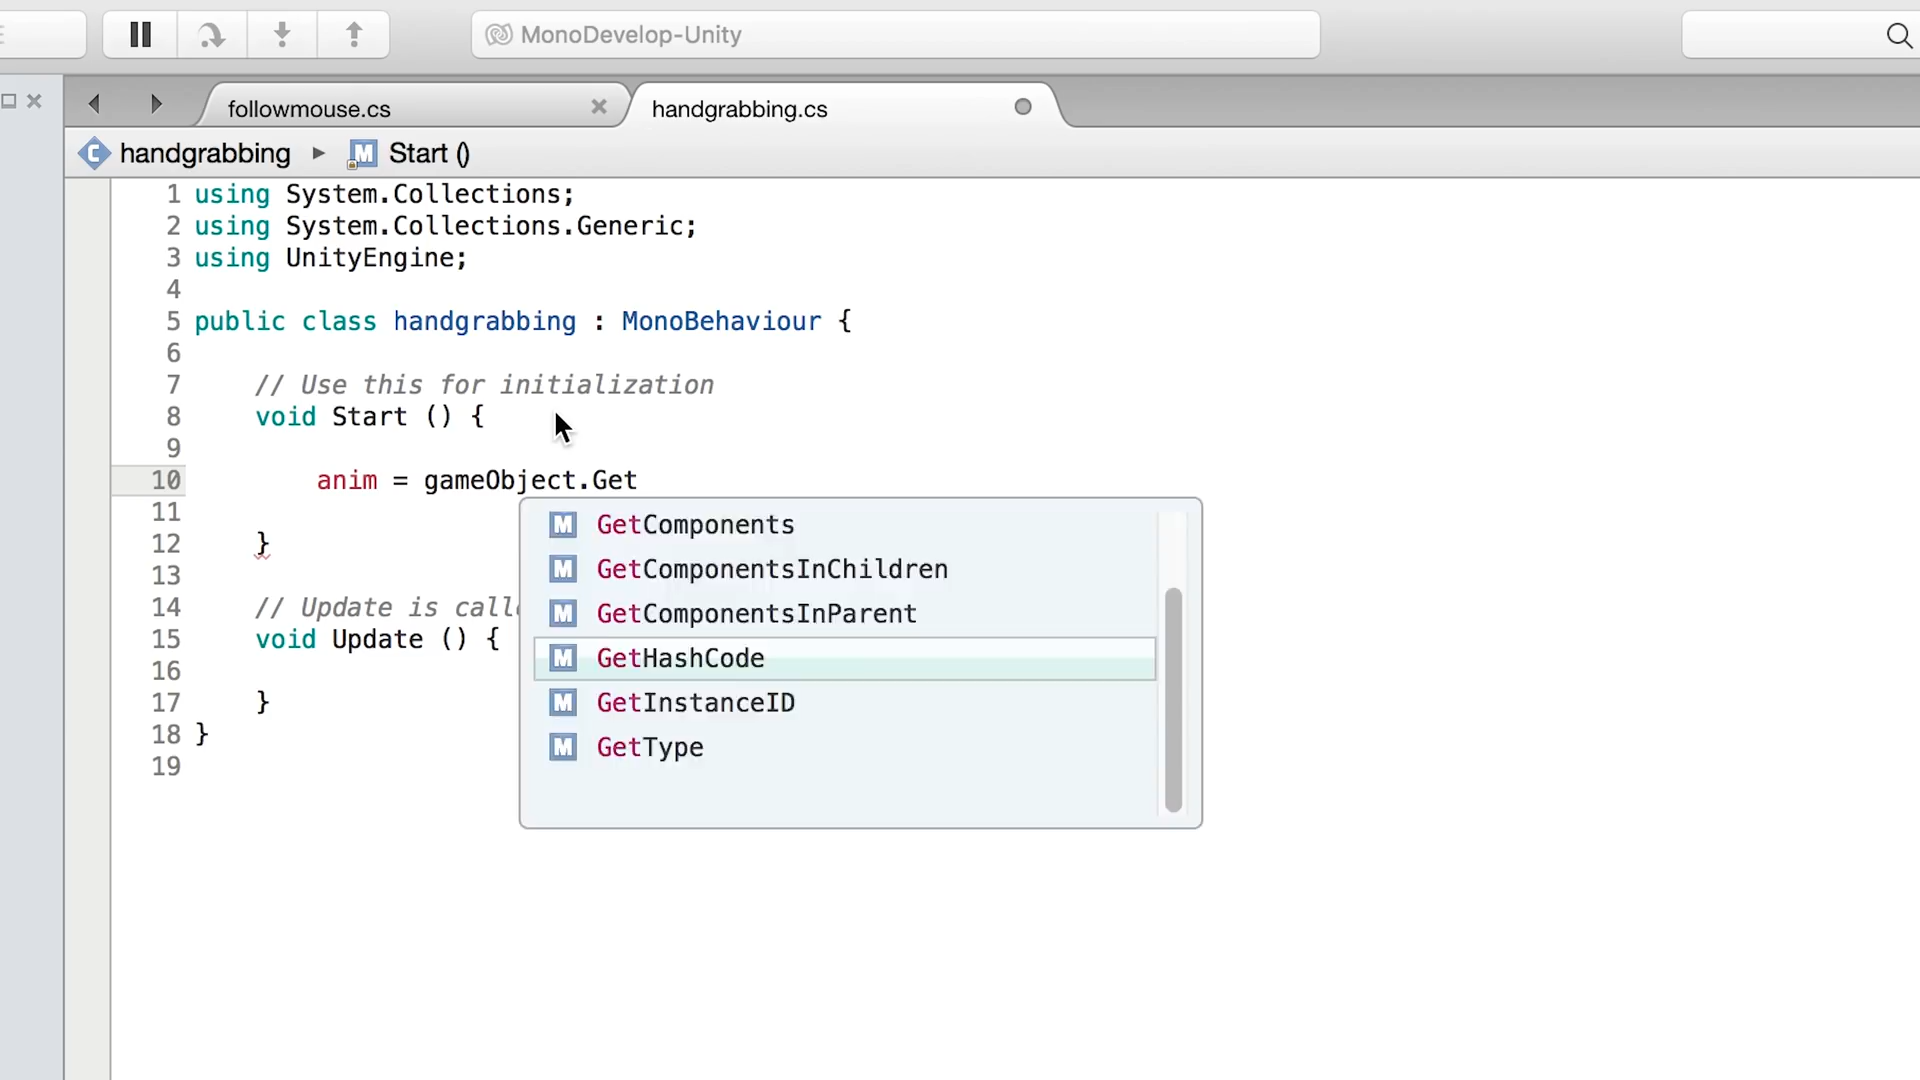 MonoDevelop-Unity
followmouse.cs
handgrabbing.cs
handgrabbing
Start ()
1 using System.Collections;
2 using System.Collections.Generic;
3 using UnityEngine;
4
5 public class handgrabbing : MonoBehaviour {
6
7 // Use this for initialization
8 void Start () {
9
10 anim = gameObject.Get
11
12 }
13
14 // Update is call
15 void Update () {
16
17 }
18 }
19
GetComponents
GetComponentsInChildren
GetComponentsInParent
GetHashCode
GetInstanceID
GetType